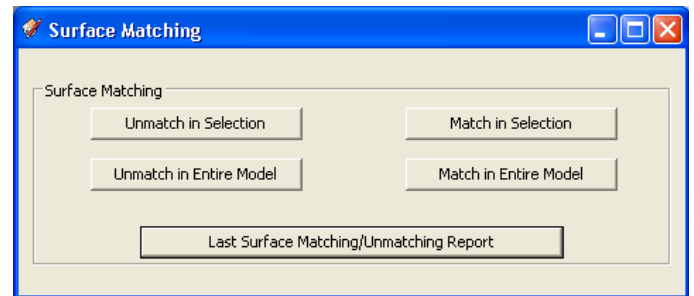 Surface Matching
Surface Matching
Unmatch in Selection
Match in Selection
Unmatch in Entire Model
Match in Entire Model
Last Surface Matching/Unmatching Report